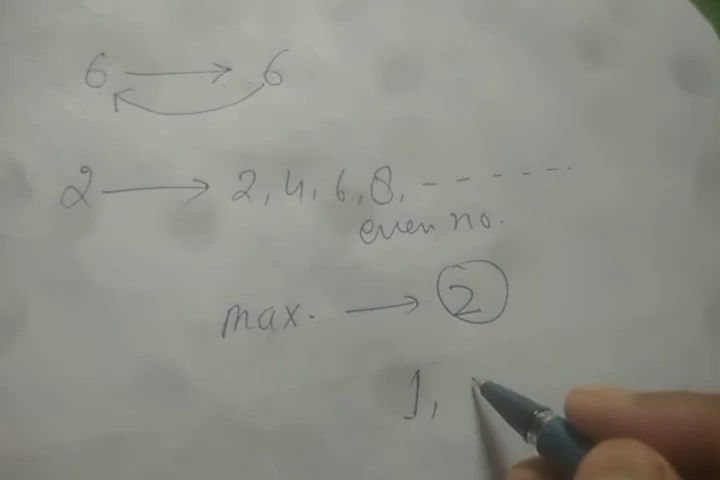 6 → 6
2 → 2, 4, 6, 8, - - - - - -
even no.
max. → 2
1,